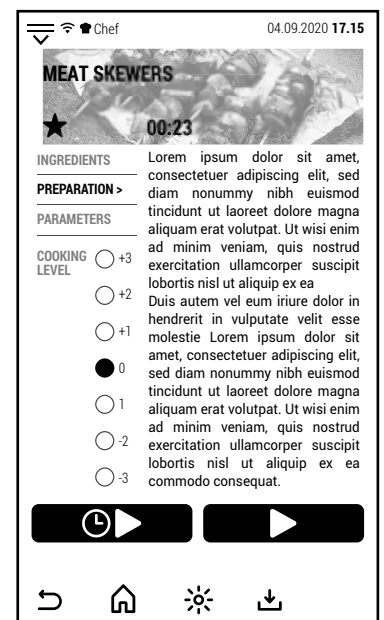 Chef 04.09.2020 17.15
MEAT SKEWERS
00:23
INGREDIENTS
PREPARATION >
PARAMETERS
COOKING
LEVEL
+3
+2
+1
0
1
-2
-3
Lorem ipsum dolor sit amet,
consectetuer adipiscing elit, sed
diam nonummy nibh euismod
tincidunt ut laoreet dolore magna
aliquam erat volutpat. Ut wisi enim
ad minim veniam, quis nostrud
exercitation ullamcorper suscipit
lobortis nisl ut aliquip ex ea
Duis autem vel eum iriure dolor in
hendrerit in vulputate velit esse
molestie Lorem ipsum dolor sit
amet, consectetuer adipiscing elit,
sed diam nonummy nibh euismod
tincidunt ut laoreet dolore magna
aliquam erat volutpat. Ut wisi enim
ad minim veniam, quis nostrud
exercitation ullamcorper suscipit
lobortis nisl ut aliquip ex ea
commodo consequat.